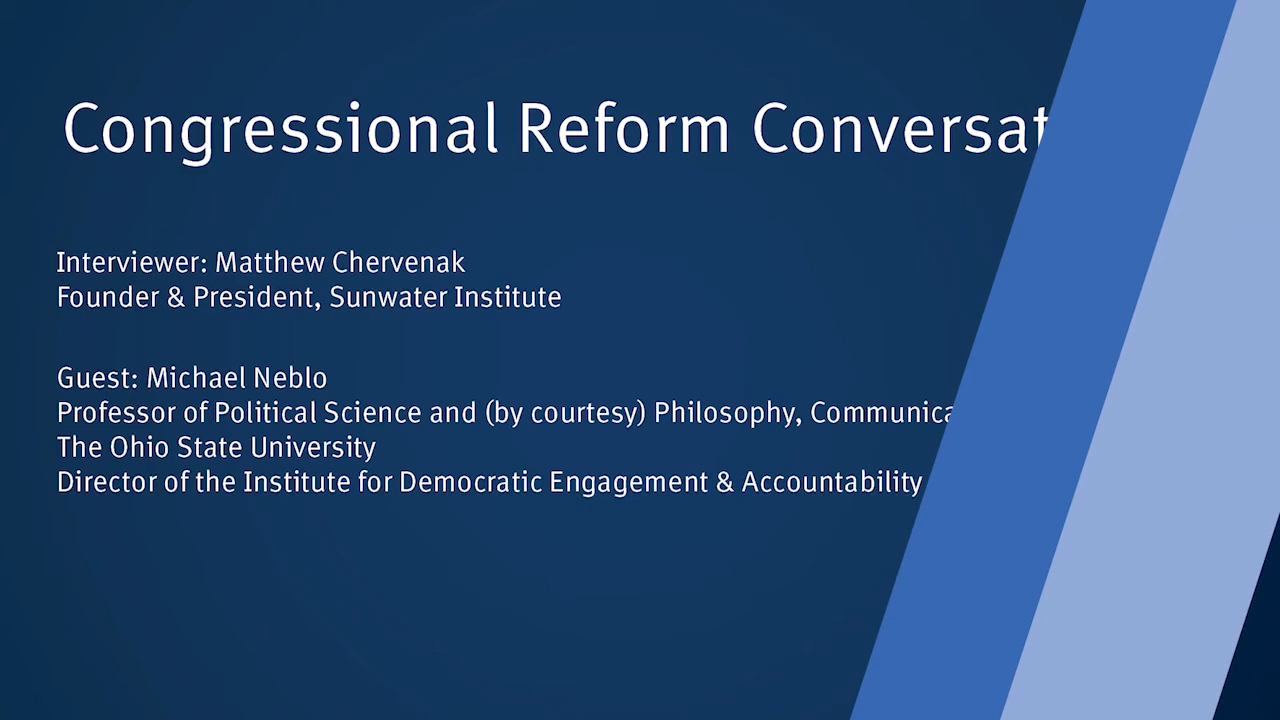 Congressional Reform Conversat
Interviewer: Matthew Chervenak
Founder & President, Sunwater Institute
Guest: Michael Neblo
Professor of Political Science and (by courtesy) Philosophy, Communica
The Ohio State University
Director of the Institute for Democratic Engagement & Accountability